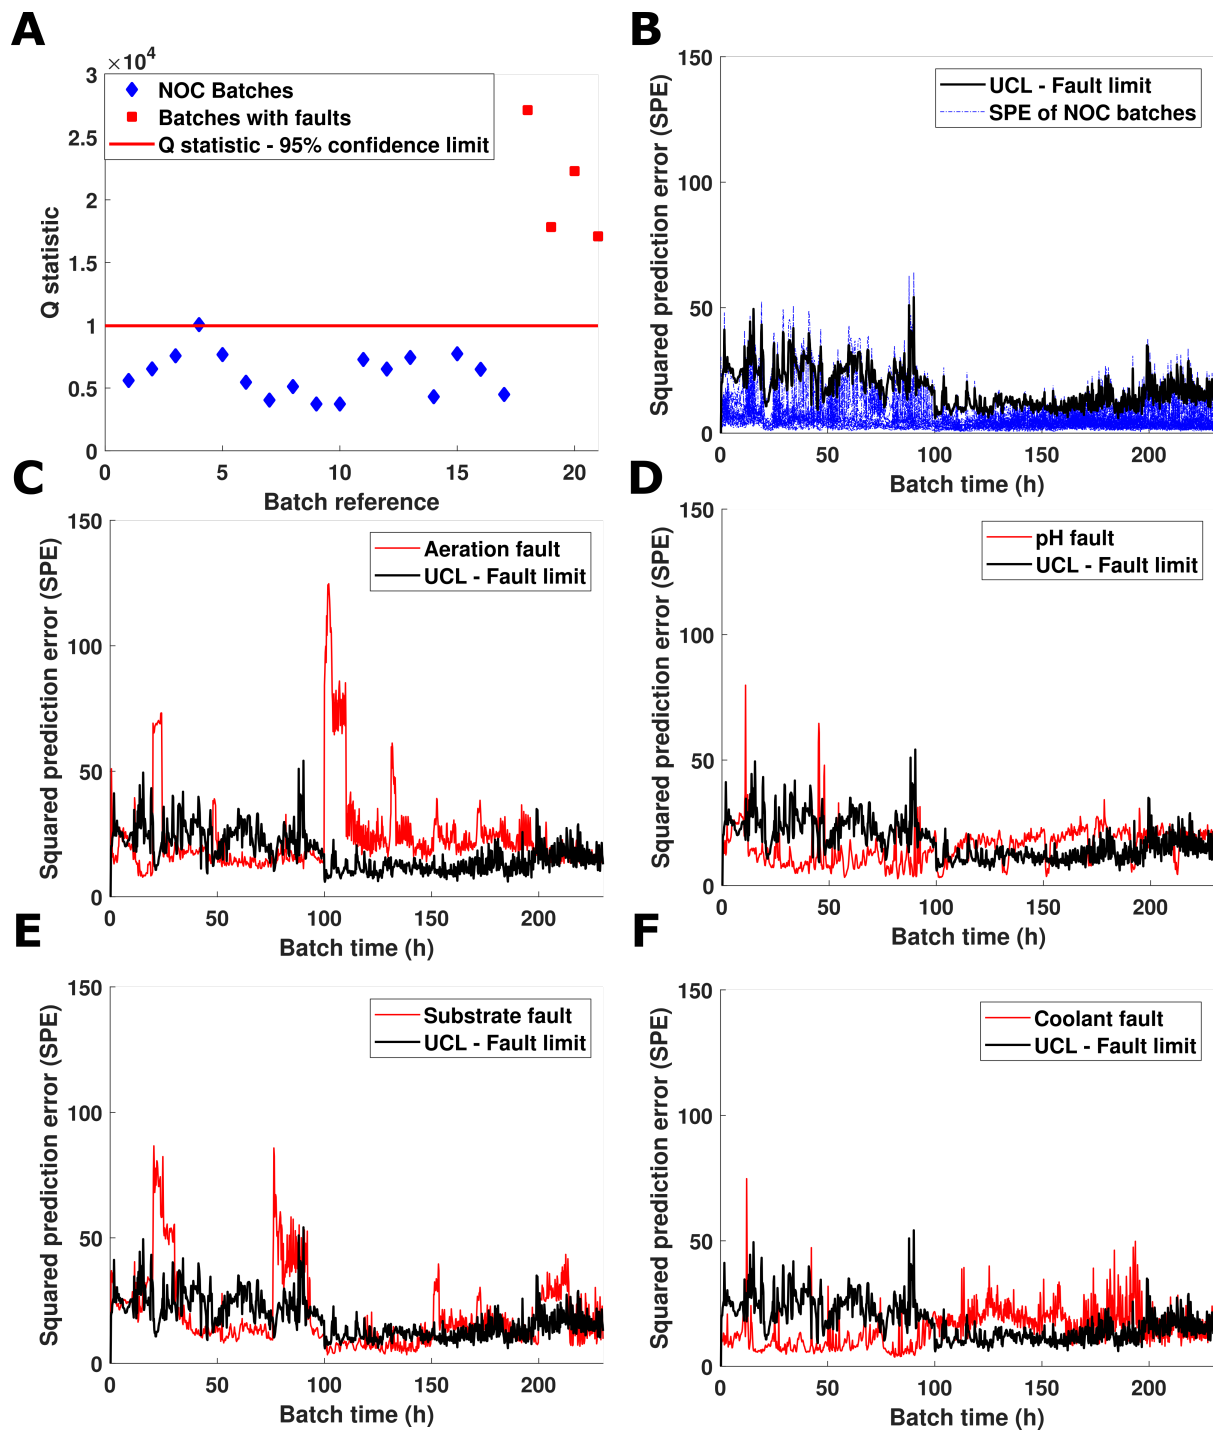 A
×10^4
3
2.5
2
1.5
1
0.5
0
0
5
10
15
20
Q statistic
Batch reference
NOC Batches
Batches with faults
Q statistic - 95% confidence limit
B
150
100
50
0
0
50
100
150
200
Squared prediction error (SPE)
Batch time (h)
UCL - Fault limit
SPE of NOC batches
C
150
100
50
0
0
50
100
150
200
Squared prediction error (SPE)
Batch time (h)
Aeration fault
UCL - Fault limit
D
150
100
50
0
0
50
100
150
200
Squared prediction error (SPE)
Batch time (h)
pH fault
UCL - Fault limit
E
150
100
50
0
0
50
100
150
200
Squared prediction error (SPE)
Batch time (h)
Substrate fault
UCL - Fault limit
F
150
100
50
0
0
50
100
150
200
Squared prediction error (SPE)
Batch time (h)
Coolant fault
UCL - Fault limit